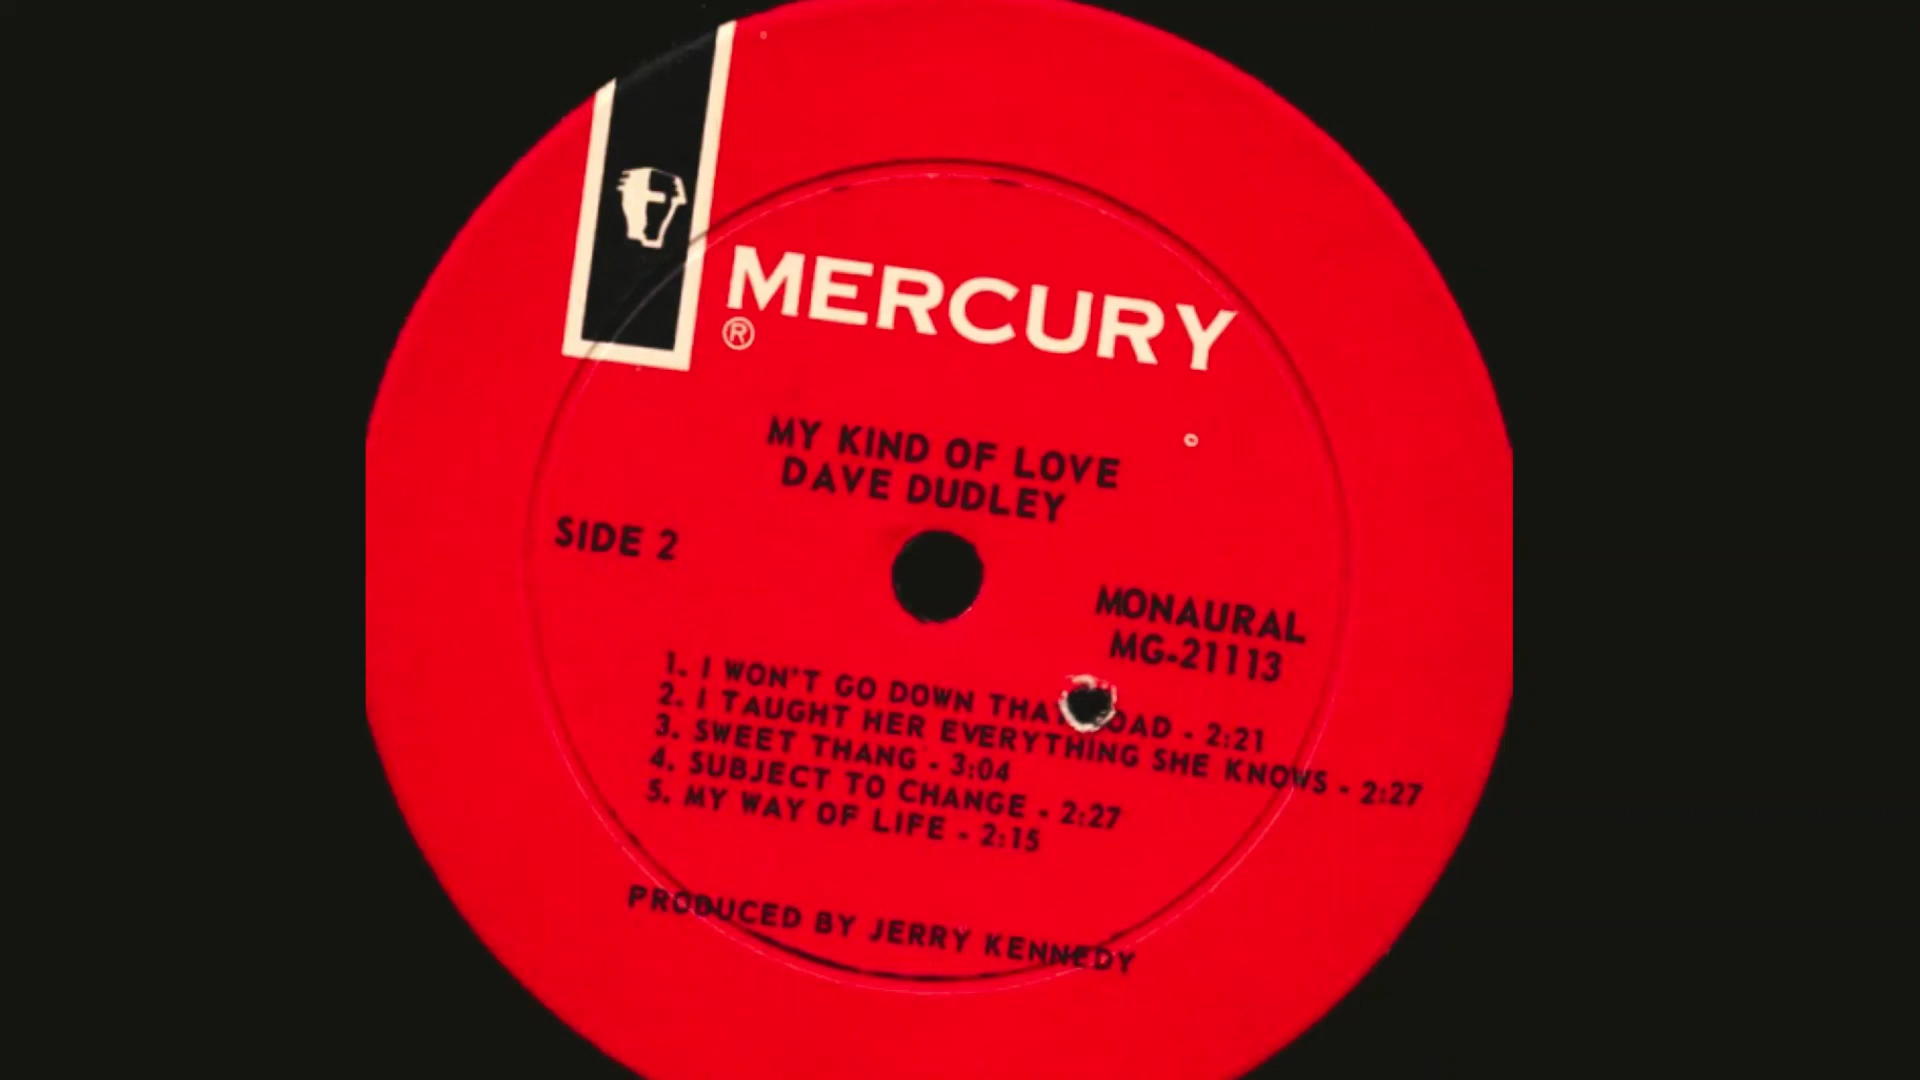 MERCURY
®
MY KIND OF LOVE
DAVE DUDLEY
SIDE 2
MONAURAL
MG-21113
1. I WON'T GO DOWN THA OAD - 2:21
2. I TAUGHT HER EVERYTHING SHE KNOWS - 2:27
3. SWEET THANG - 3:04
4. SUBJECT TO CHANGE - 2:27
5. MY WAY OF LIFE - 2:15
PRODUCED BY JERRY KENNEDY